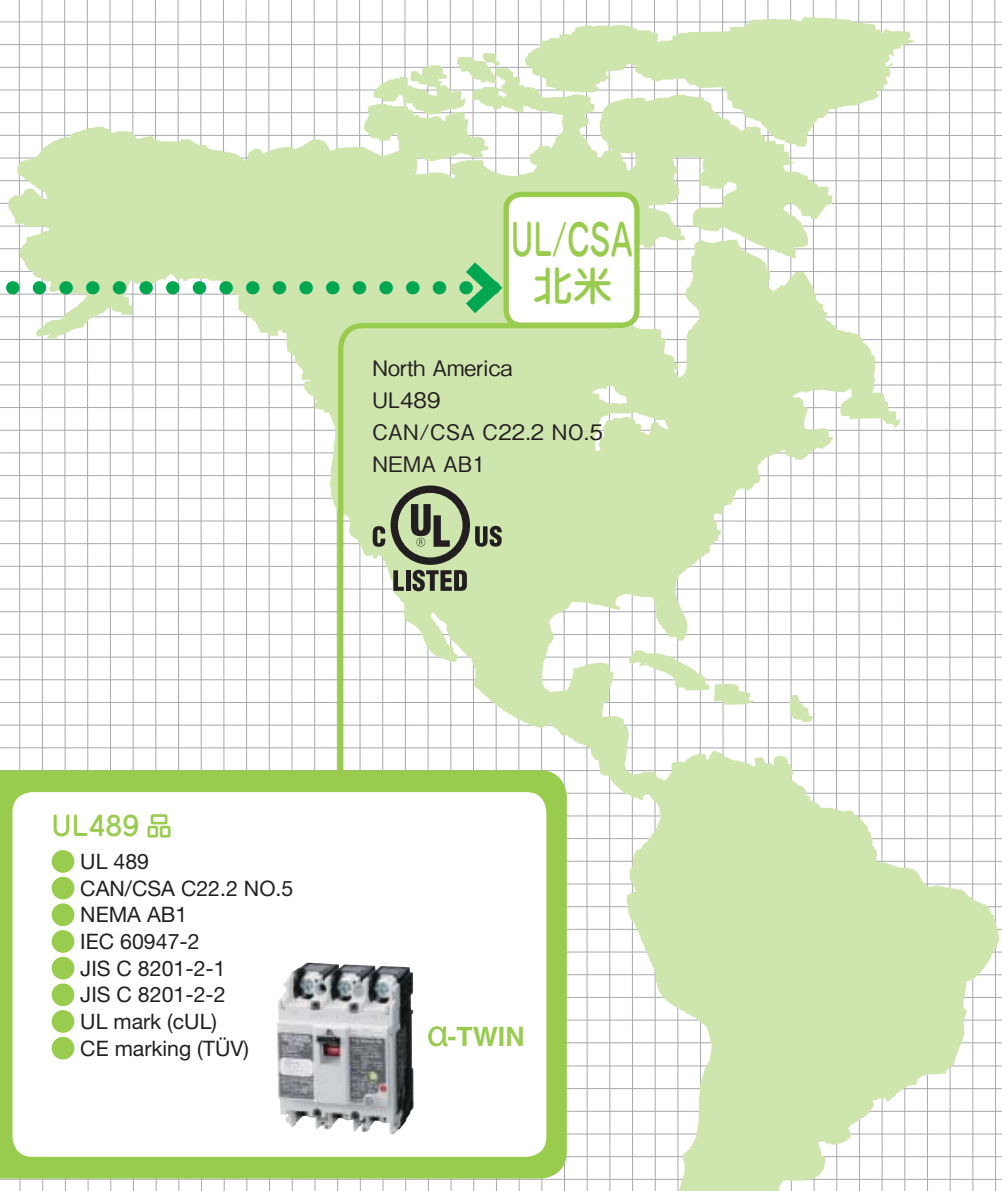 UL/CSA
北米
North America
UL489
CAN/CSA C22.2 NO.5
NEMA AB1
C UL ® US
LISTED
UL489 品
UL 489
CAN/CSA C22.2 NO.5
NEMA AB1
IEC 60947-2
JIS C 8201-2-1
JIS C 8201-2-2
UL mark (cUL)
CE marking (TÜV)
α-TWIN